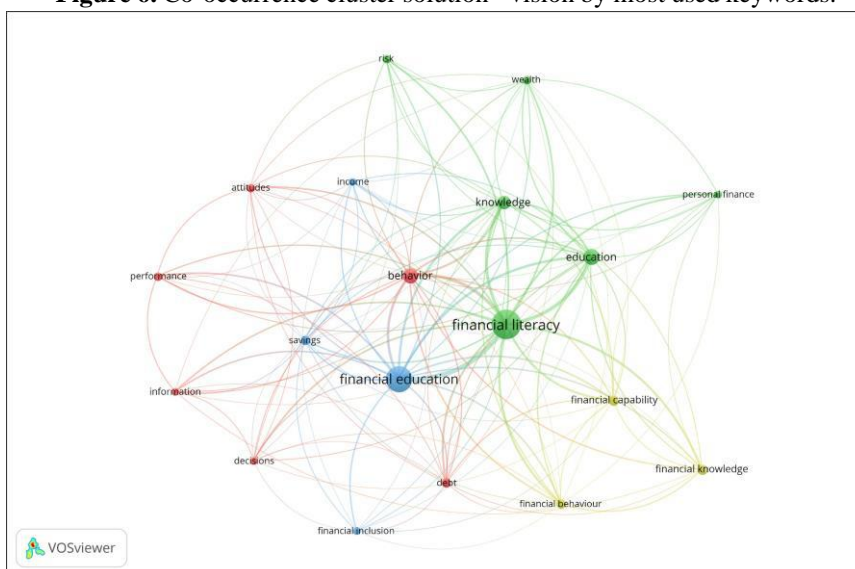 Figure 6. Co-occurrence cluster solution - vision by most used keywords.
risk
wealth
attitudes
income
personal finance
knowledge
education
behavior
performance
financial literacy
savings
financial education
information
financial capability
decisions
financial knowledge
debt
financial behaviour
financial inclusion
VOSviewer